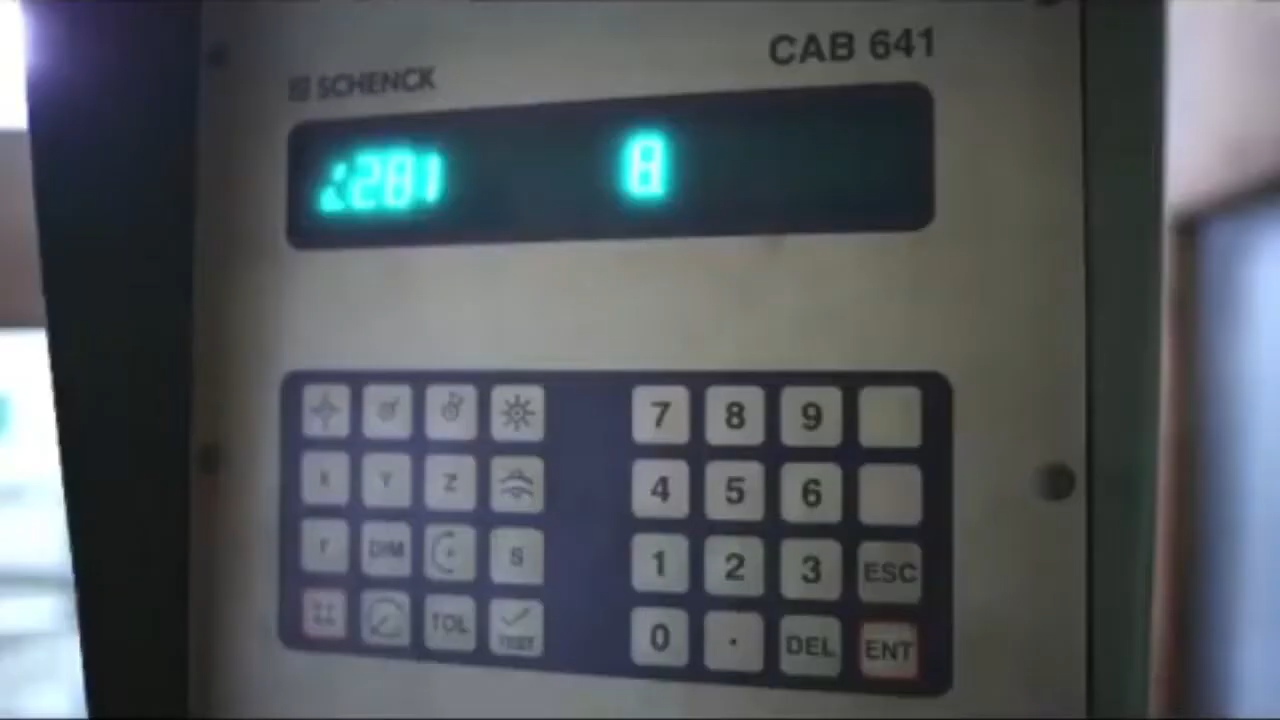 CAB 641
SCHENCK
281 8
7 8 9
X Y Z
4 5 6
DIM S
1 2 3 ESC
TOL TEST
0 . DEL ENT